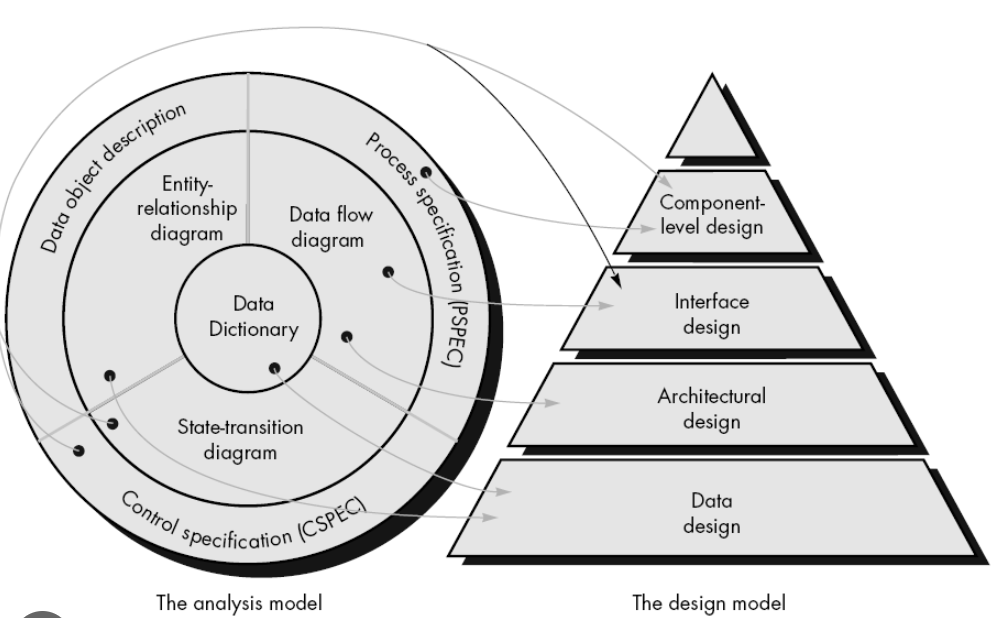 Data object description
Process specification (PSPEC)
Entity-
relationship
diagram
Data flow
diagram
Data
Dictionary
State-transition
diagram
Control specification (CSPEC)
The analysis model
Component-
level design
Interface
design
Architectural
design
Data
design
The design model